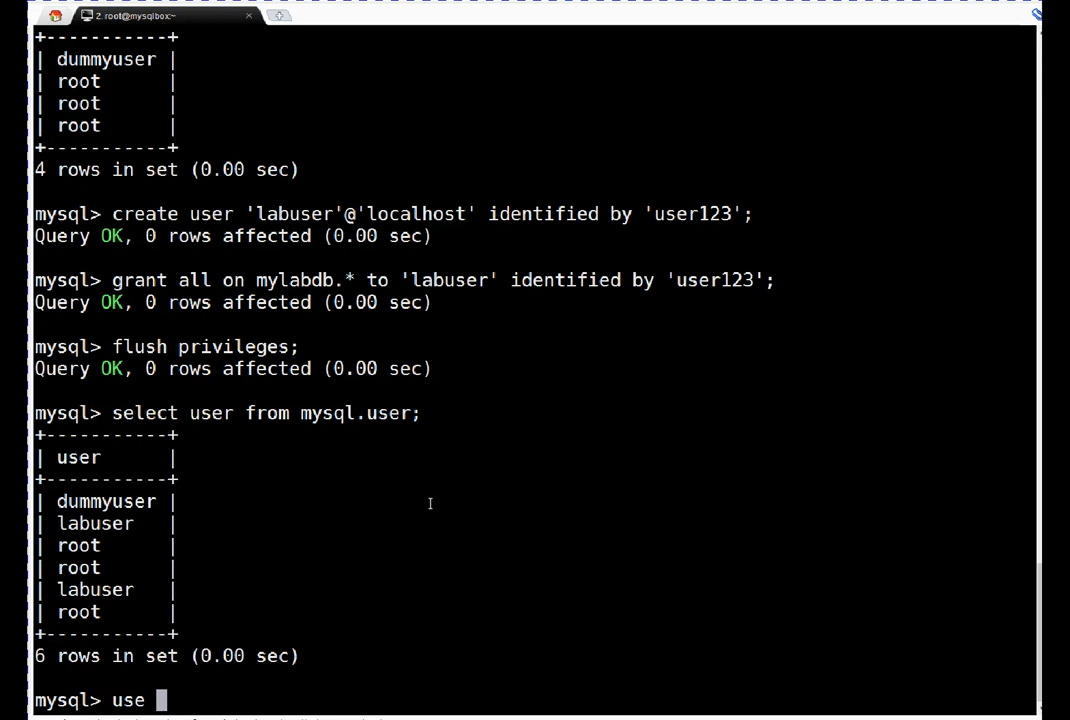 2. root@mysqlbox:~
+-----------+
| dummyuser |
| root      |
| root      |
| root      |
+-----------+
4 rows in set (0.00 sec)
mysql> create user 'labuser'@'localhost' identified by 'user123';
Query OK, 0 rows affected (0.00 sec)
mysql> grant all on mylabdb.* to 'labuser' identified by 'user123';
Query OK, 0 rows affected (0.00 sec)
mysql> flush privileges;
Query OK, 0 rows affected (0.00 sec)
mysql> select user from mysql.user;
+-----------+
| user      |
+-----------+
| dummyuser |
| labuser   |
| root      |
| root      |
| labuser   |
| root      |
+-----------+
6 rows in set (0.00 sec)
mysql> use